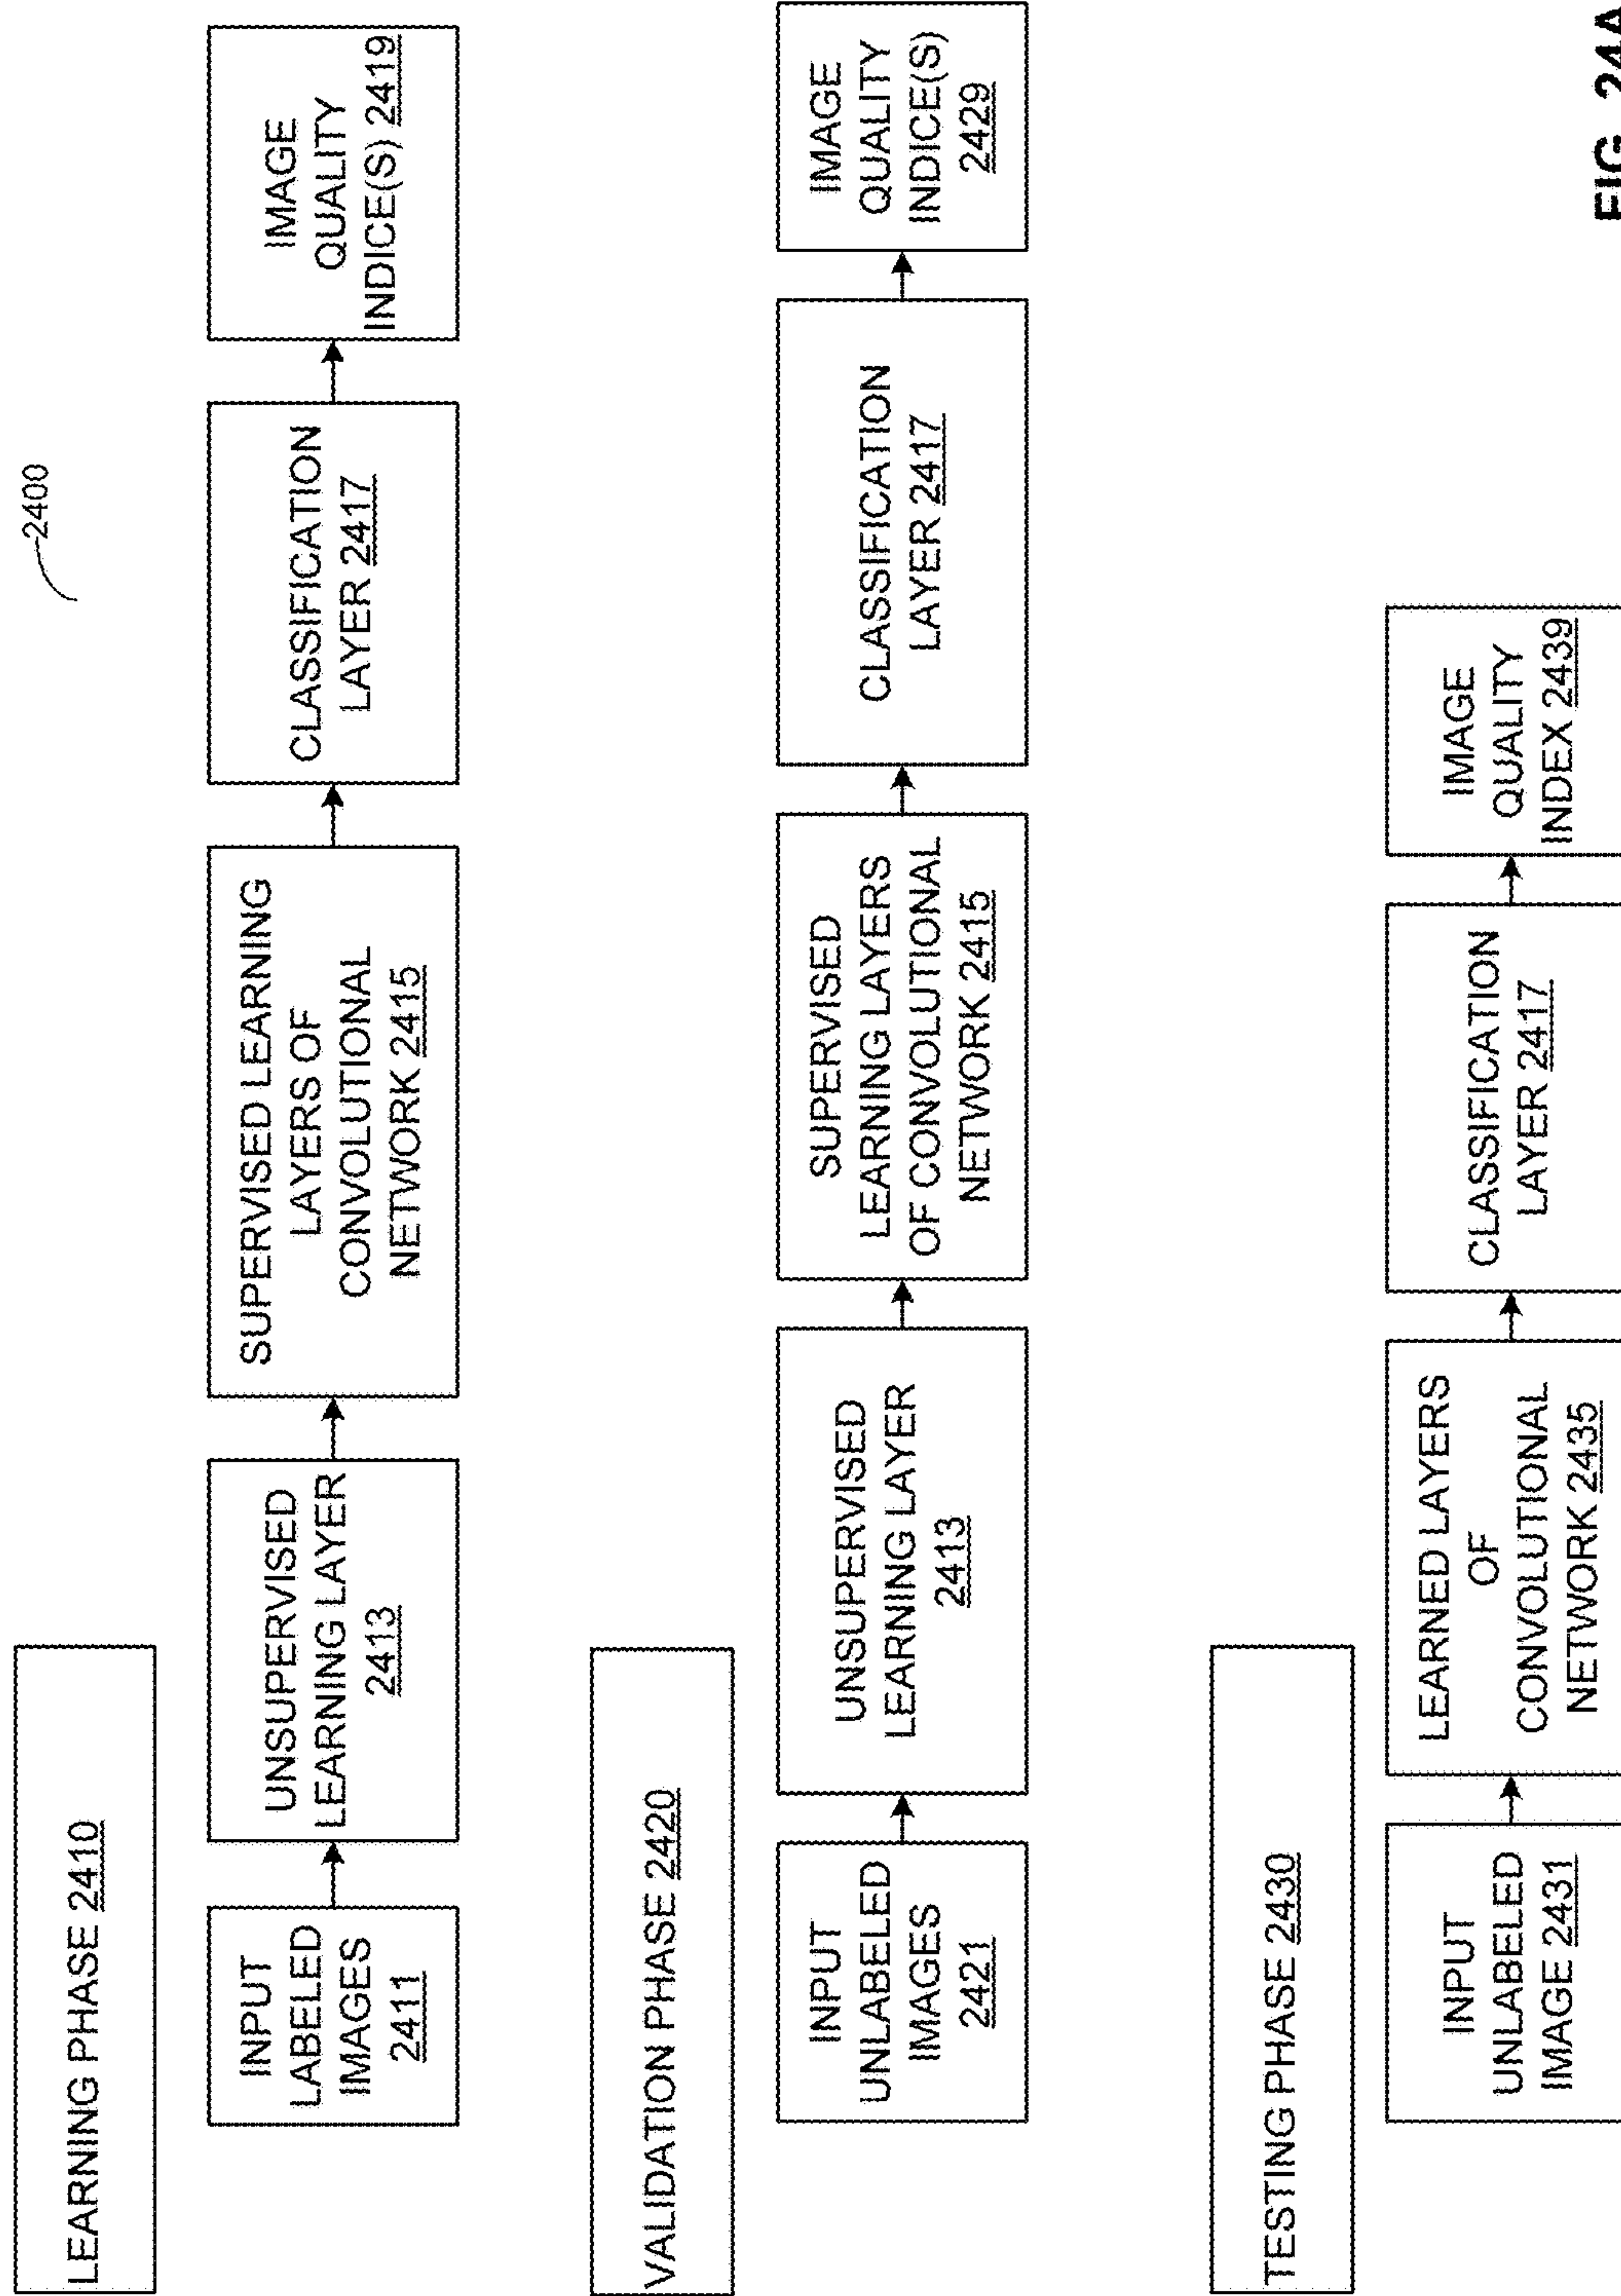 2400
LEARNING PHASE 2410
INPUT
LABELED
IMAGES
2411
UNSUPERVISED
LEARNING LAYER
2413
SUPERVISED LEARNING
LAYERS OF
CONVOLUTIONAL
NETWORK 2415
CLASSIFICATION
LAYER 2417
IMAGE
QUALITY
INDICE(S) 2419
VALIDATION PHASE 2420
INPUT
UNLABELED
IMAGES
2421
UNSUPERVISED
LEARNING LAYER
2413
SUPERVISED
LEARNING LAYERS
OF CONVOLUTIONAL
NETWORK 2415
CLASSIFICATION
LAYER 2417
IMAGE
QUALITY
INDICE(S)
2429
TESTING PHASE 2430
INPUT
UNLABELED
IMAGE 2431
LEARNED LAYERS
OF
CONVOLUTIONAL
NETWORK 2435
CLASSIFICATION
LAYER 2417
IMAGE
QUALITY
INDEX 2439
FIG. 24A